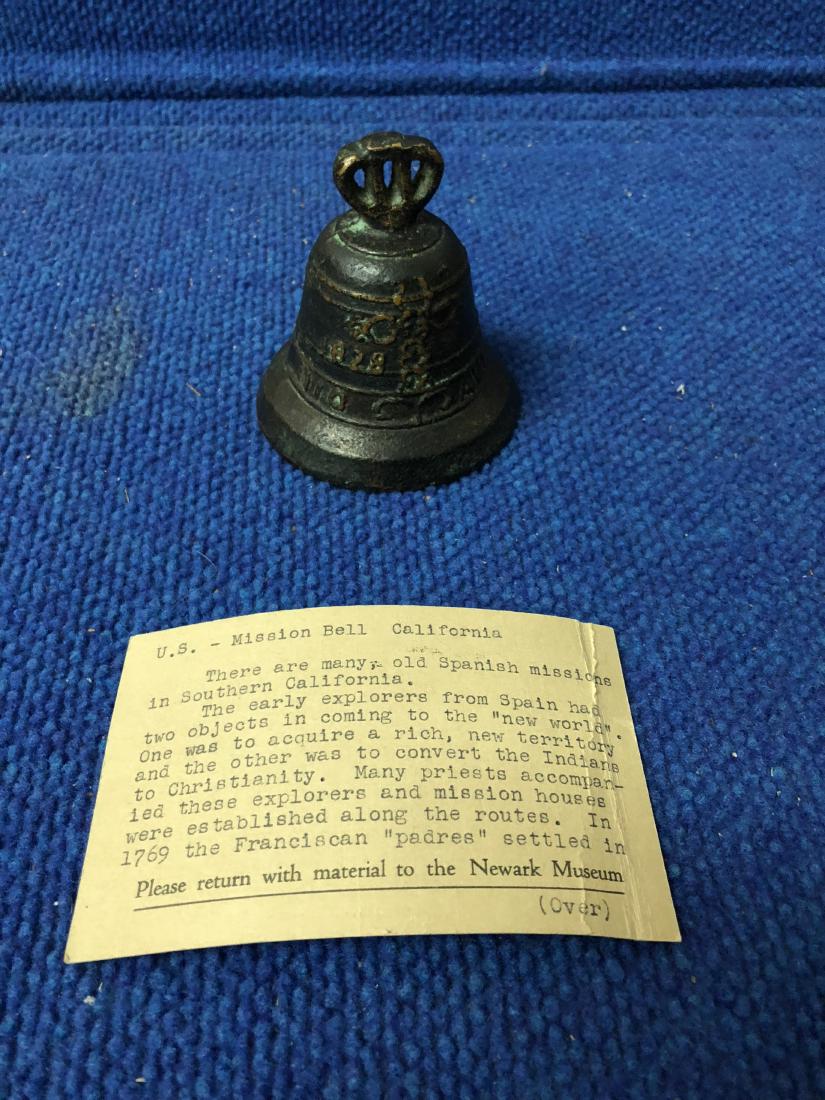 1828
U.S. - Mission Bell California
There are many, old Spanish missions
in Southern California.
The early explorers from Spain had
two objects in coming to the "new world".
One was to acquire a rich, new territory
and the other was to convert the Indians
to Christianity. Many priests accompan-
ied these explorers and mission houses
were established along the routes. In
1769 the Franciscan "padres" settled in
Please return with material to the Newark Museum
(Over)